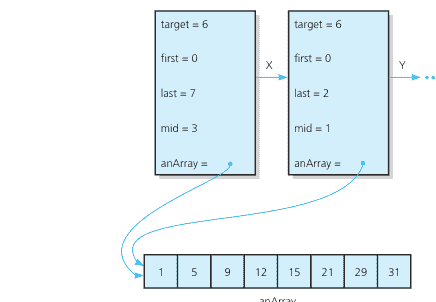 target = 6
first = 0
last = 7
mid = 3
anArray =
X
target = 6
first = 0
last = 2
mid = 1
anArray =
Y
1 5 9 12 15 21 29 31
anArray